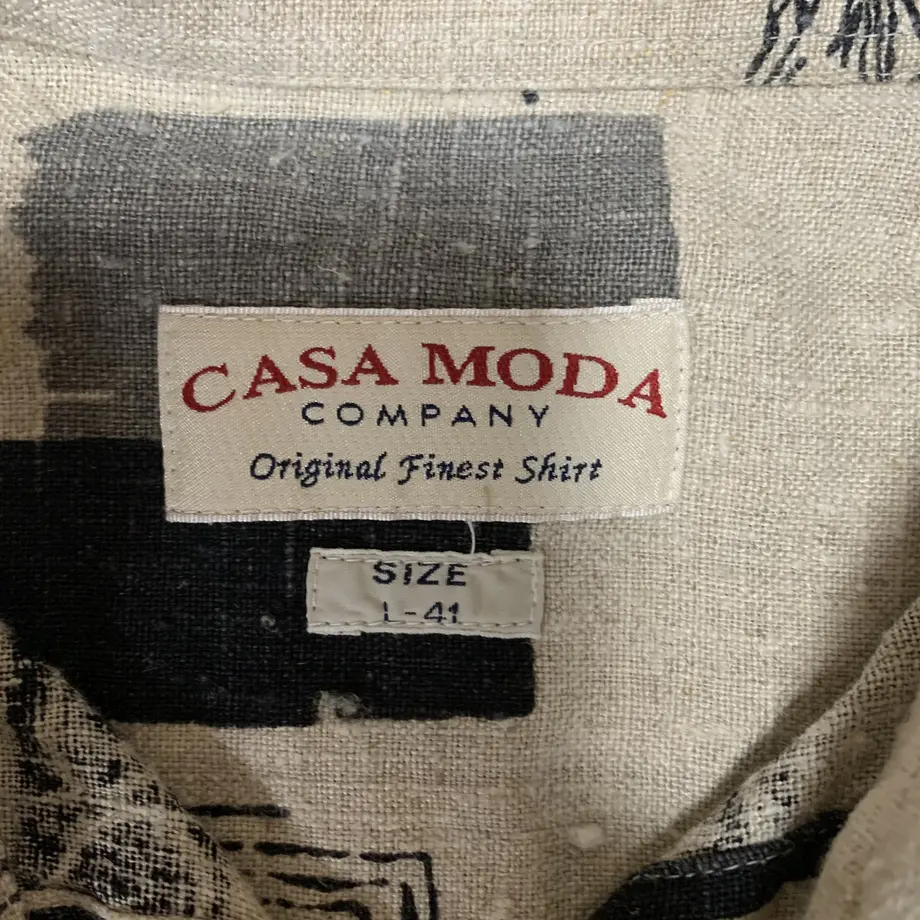 CASA MODA
COMPANY
Original Finest Shirt
SIZE
L-41